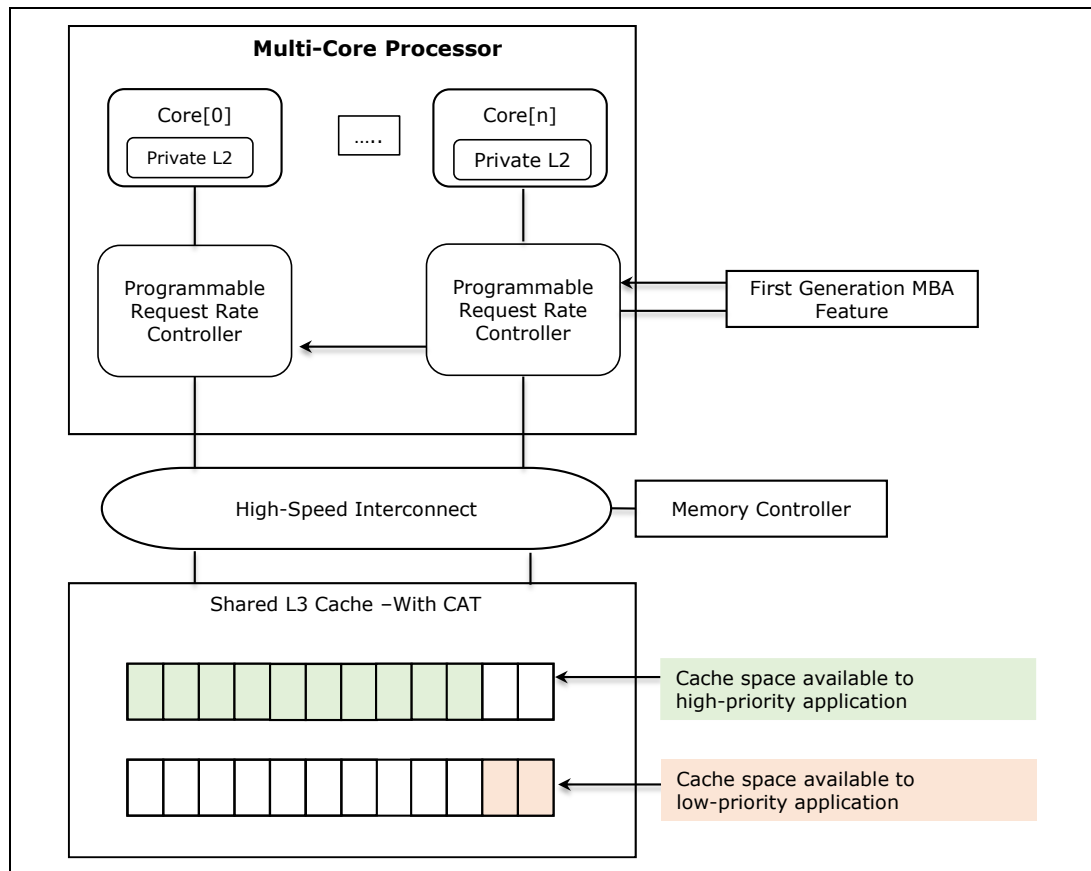 Multi-Core Processor
Core[0]
Private L2
…..
Core[n]
Private L2
Programmable
Request Rate
Controller
Programmable
Request Rate
Controller
First Generation MBA
Feature
High-Speed Interconnect
Memory Controller
Shared L3 Cache –With CAT
Cache space available to
high-priority application
Cache space available to
low-priority application